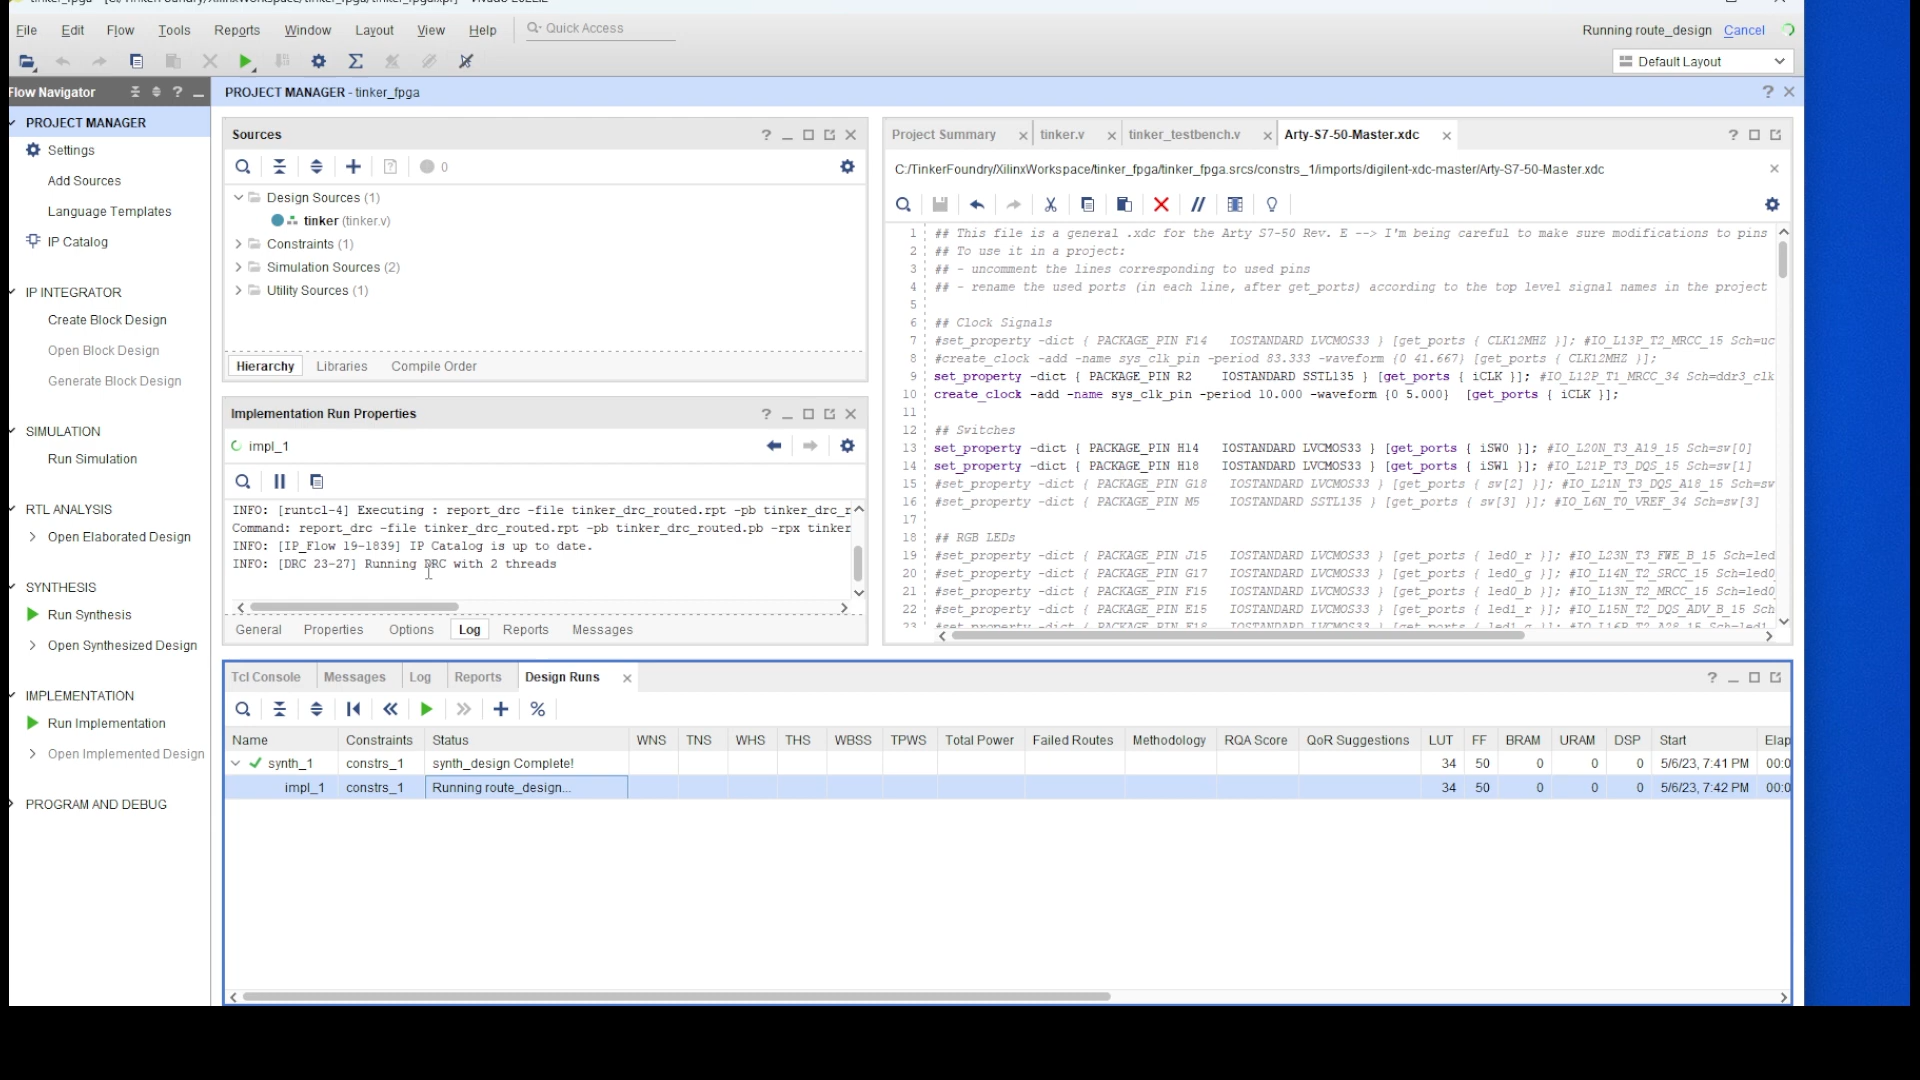 File Edit Flow Tools Reports Window Layout View Help Quick Access
Running route_design Cancel
Default Layout
Flow Navigator
PROJECT MANAGER - tinker_fpga
PROJECT MANAGER
Settings
Add Sources
Language Templates
IP Catalog
IP INTEGRATOR
Create Block Design
Open Block Design
Generate Block Design
SIMULATION
Run Simulation
RTL ANALYSIS
Open Elaborated Design
SYNTHESIS
Run Synthesis
Open Synthesized Design
IMPLEMENTATION
Run Implementation
Open Implemented Design
PROGRAM AND DEBUG
Sources
0
Design Sources (1)
tinker (tinker.v)
Constraints (1)
Simulation Sources (2)
Utility Sources (1)
Hierarchy Libraries Compile Order
Implementation Run Properties
impl_1
INFO: [runtcl-4] Executing : report_drc -file tinker_drc_routed.rpt -pb tinker_drc_r
Command: report_drc -file tinker_drc_routed.rpt -pb tinker_drc_routed.pb -rpx tinker
INFO: [IP_Flow 19-1839] IP Catalog is up to date.
INFO: [DRC 23-27] Running DRC with 2 threads
General Properties Options Log Reports Messages
Project Summary tinker.v tinker_testbench.v Arty-S7-50-Master.xdc
C:/TinkerFoundry/XilinxWorkspace/tinker_fpga/tinker_fpga.srcs/constrs_1/imports/digilent-xdc-master/Arty-S7-50-Master.xdc
1 ## This file is a general .xdc for the Arty S7-50 Rev. E --> I'm being careful to make sure modifications to pins
2 ## To use it in a project:
3 ## - uncomment the lines corresponding to used pins
4 ## - rename the used ports (in each line, after get_ports) according to the top level signal names in the project
5
6 ## Clock Signals
7 #set_property -dict { PACKAGE_PIN F14 IOSTANDARD LVCMOS33 } [get_ports { CLK12MHZ }]; #IO_L13P_T2_MRCC_15 Sch=uc
8 #create_clock -add -name sys_clk_pin -period 83.333 -waveform {0 41.667} [get_ports { CLK12MHZ }];
9 set_property -dict { PACKAGE_PIN R2 IOSTANDARD SSTL135 } [get_ports { iCLK }]; #IO_L12P_T1_MRCC_34 Sch=ddr3_clk
10 create_clock -add -name sys_clk_pin -period 10.000 -waveform {0 5.000} [get_ports { iCLK }];
11
12 ## Switches
13 set_property -dict { PACKAGE_PIN H14 IOSTANDARD LVCMOS33 } [get_ports { iSW0 }]; #IO_L20N_T3_A19_15 Sch=sw[0]
14 set_property -dict { PACKAGE_PIN H18 IOSTANDARD LVCMOS33 } [get_ports { iSW1 }]; #IO_L21P_T3_DQS_15 Sch=sw[1]
15 #set_property -dict { PACKAGE_PIN G18 IOSTANDARD LVCMOS33 } [get_ports { sw[2] }]; #IO_L21N_T3_DQS_A18_15 Sch=sw
16 #set_property -dict { PACKAGE_PIN M5 IOSTANDARD SSTL135 } [get_ports { sw[3] }]; #IO_L6N_T0_VREF_34 Sch=sw[3]
17
18 ## RGB LEDs
19 #set_property -dict { PACKAGE_PIN J15 IOSTANDARD LVCMOS33 } [get_ports { led0_r }]; #IO_L23N_T3_FWE_B_15 Sch=led
20 #set_property -dict { PACKAGE_PIN G17 IOSTANDARD LVCMOS33 } [get_ports { led0_g }]; #IO_L14N_T2_SRCC_15 Sch=led0
21 #set_property -dict { PACKAGE_PIN F15 IOSTANDARD LVCMOS33 } [get_ports { led0_b }]; #IO_L13N_T2_MRCC_15 Sch=led0
22 #set_property -dict { PACKAGE_PIN E15 IOSTANDARD LVCMOS33 } [get_ports { led1_r }]; #IO_L15N_T2_DQS_ADV_B_15 Sch
Tcl Console Messages Log Reports Design Runs
Name Constraints Status WNS TNS WHS THS WBSS TPWS Total Power Failed Routes Methodology RQA Score QoR Suggestions LUT FF BRAM URAM DSP Start Elap
synth_1 constrs_1 synth_design Complete! 34 50 0 0 0 5/6/23, 7:41 PM 00:0
impl_1 constrs_1 Running route_design... 34 50 0 0 0 5/6/23, 7:42 PM 00:0